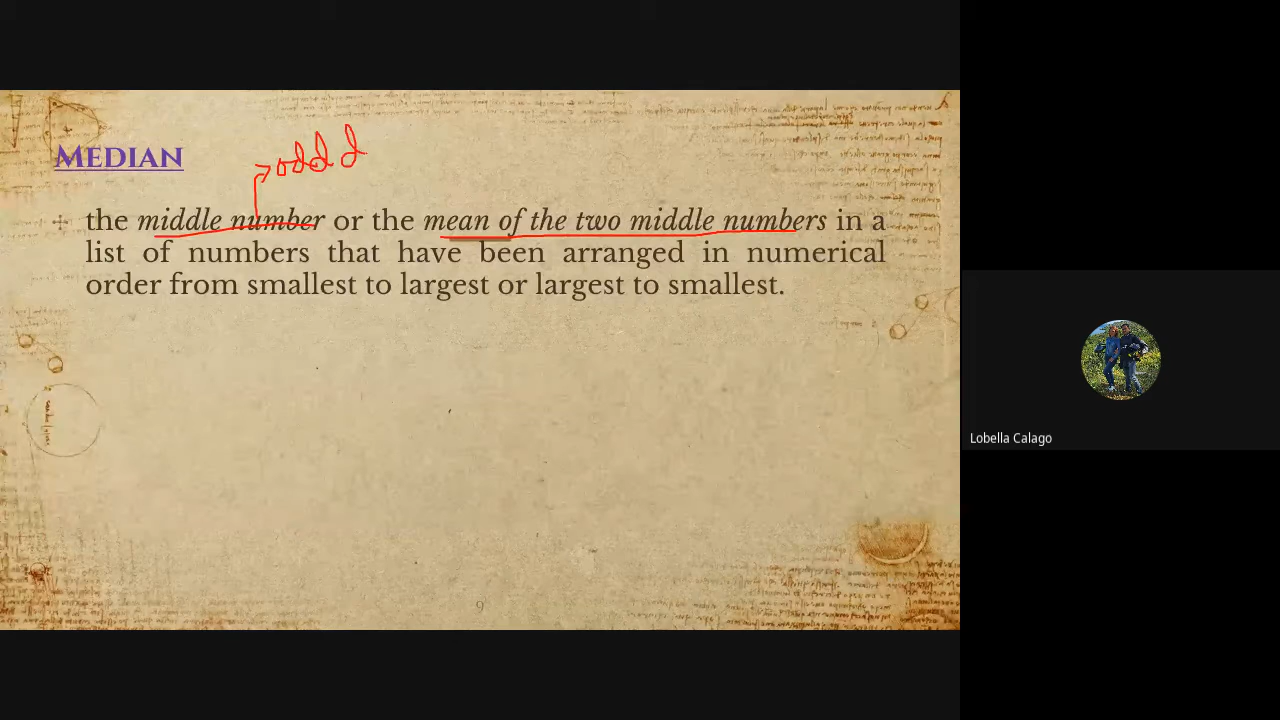 MEDIAN
odd d
the middle number or the mean of the two middle numbers in a
list of numbers that have been arranged in numerical
order from smallest to largest or largest to smallest.
9
Lobella Calago